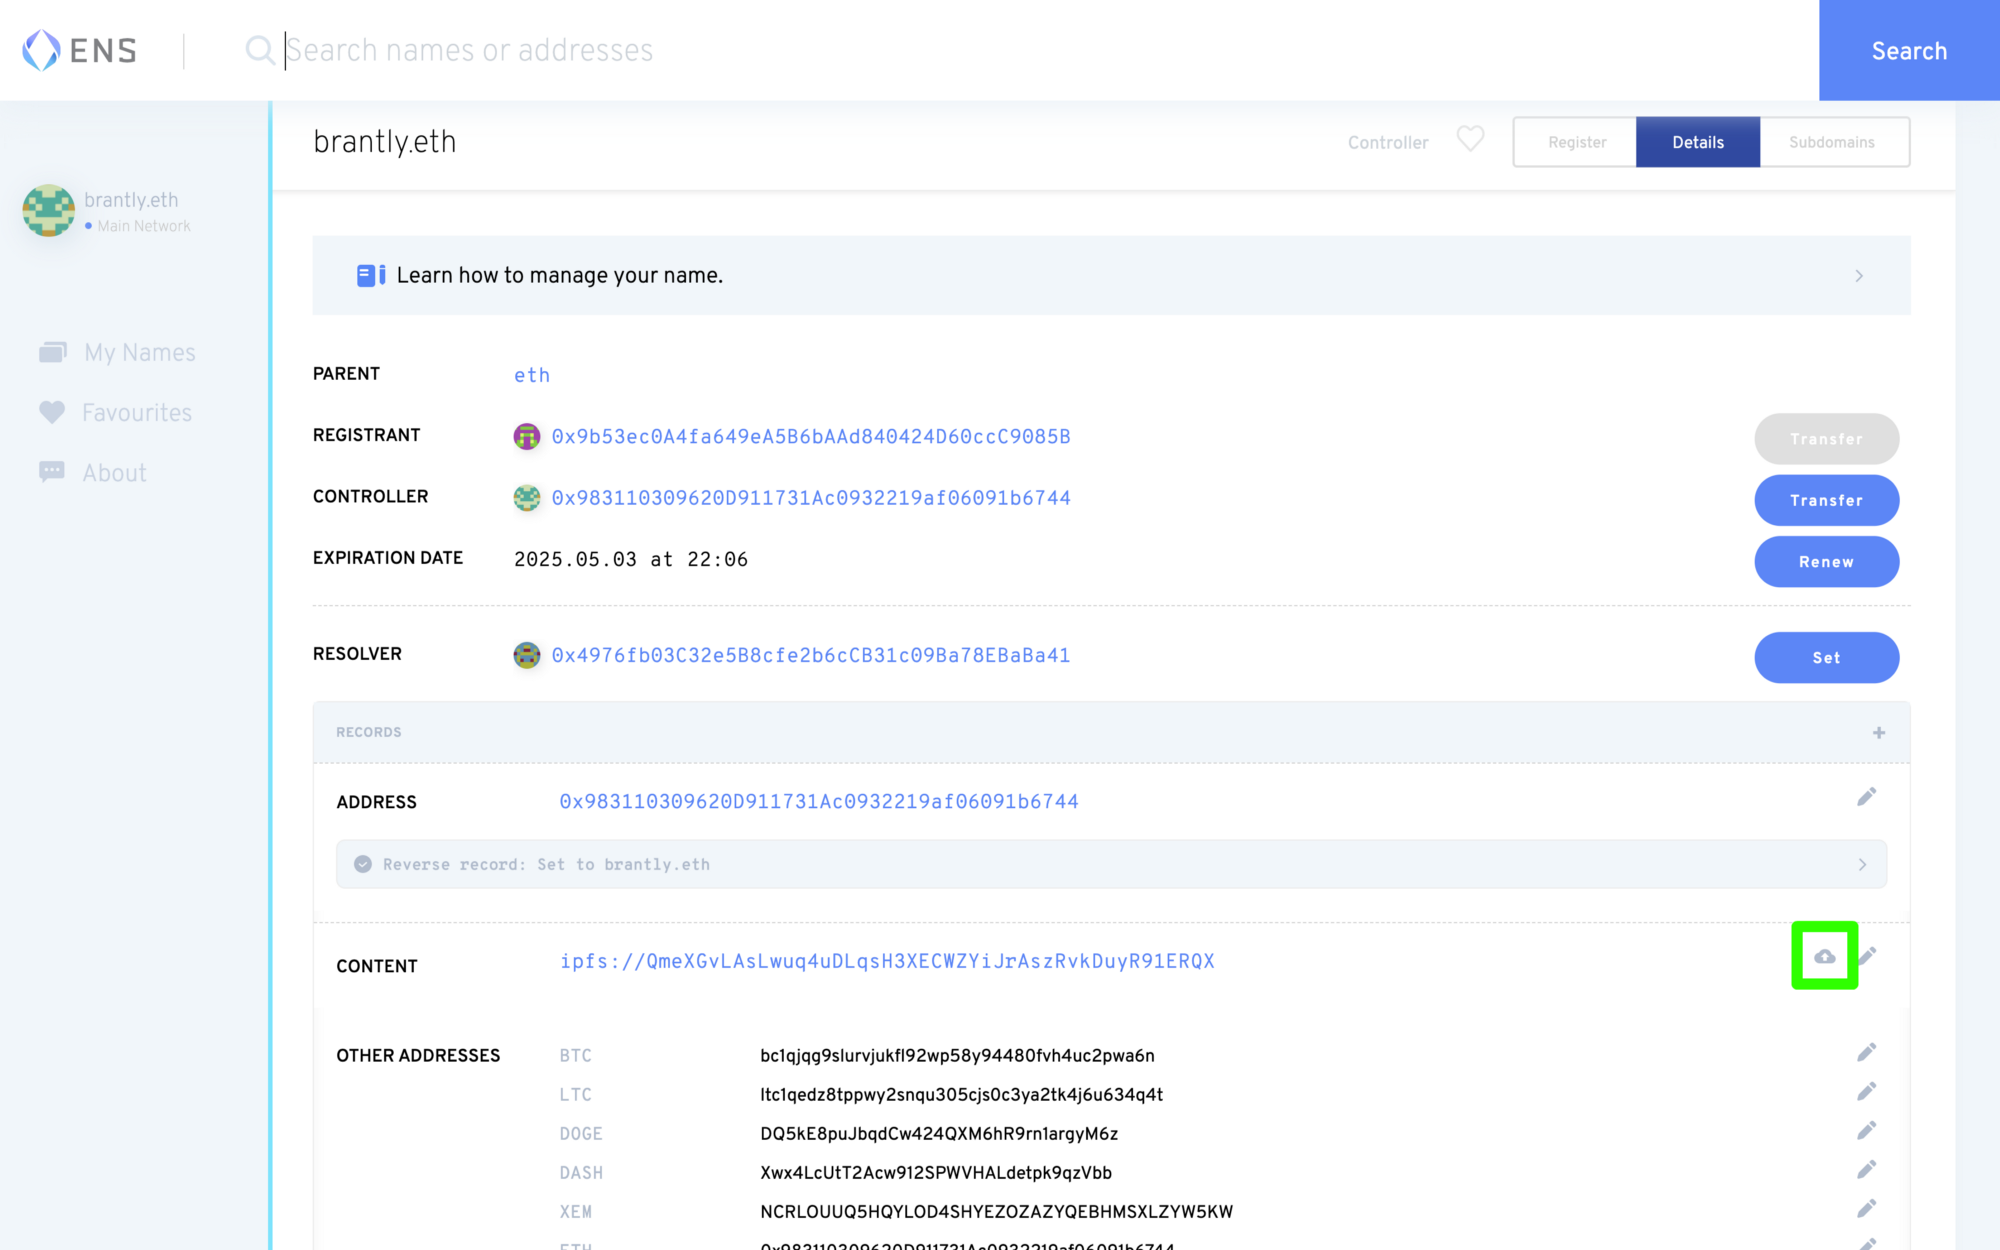 ENS
Search names or addresses
Search
brantly.eth
Controller
Register
Details
Subdomains
brantly.eth
Main Network
My Names
Favourites
About
Learn how to manage your name.
PARENT
eth
REGISTRANT
0x9b53ec0A4fa649eA5B6bAAd840424D60ccC9085B
Transfer
CONTROLLER
0x983110309620D911731Ac0932219af06091b6744
Transfer
EXPIRATION DATE
2025.05.03 at 22:06
Renew
RESOLVER
0x4976fb03C32e5B8cfe2b6cCB31c09Ba78EBaBa41
Set
RECORDS
+
ADDRESS
0x983110309620D911731Ac0932219af06091b6744
Reverse record: Set to brantly.eth
CONTENT
ipfs://QmeXGvLAsLwuq4uDLqsH3XECWZYiJrAszRvkDuyR91ERQX
OTHER ADDRESSES
BTC
bc1qjqg9slurvjukfl92wp58y94480fvh4uc2pwa6n
LTC
ltc1qedz8tppwy2snqu305cjs0c3ya2tk4j6u634q4t
DOGE
DQ5kE8puJbqdCw424QXM6hR9rn1argyM6z
DASH
Xwx4LcUtT2Acw912SPWVHALdetpk9qzVbb
XEM
NCRLOUUQ5HQYLOD4SHYEZOZAZYQEBHMSXLZYW5KW
ETH
0x983110309620D911731Ac0932219af06091b6744